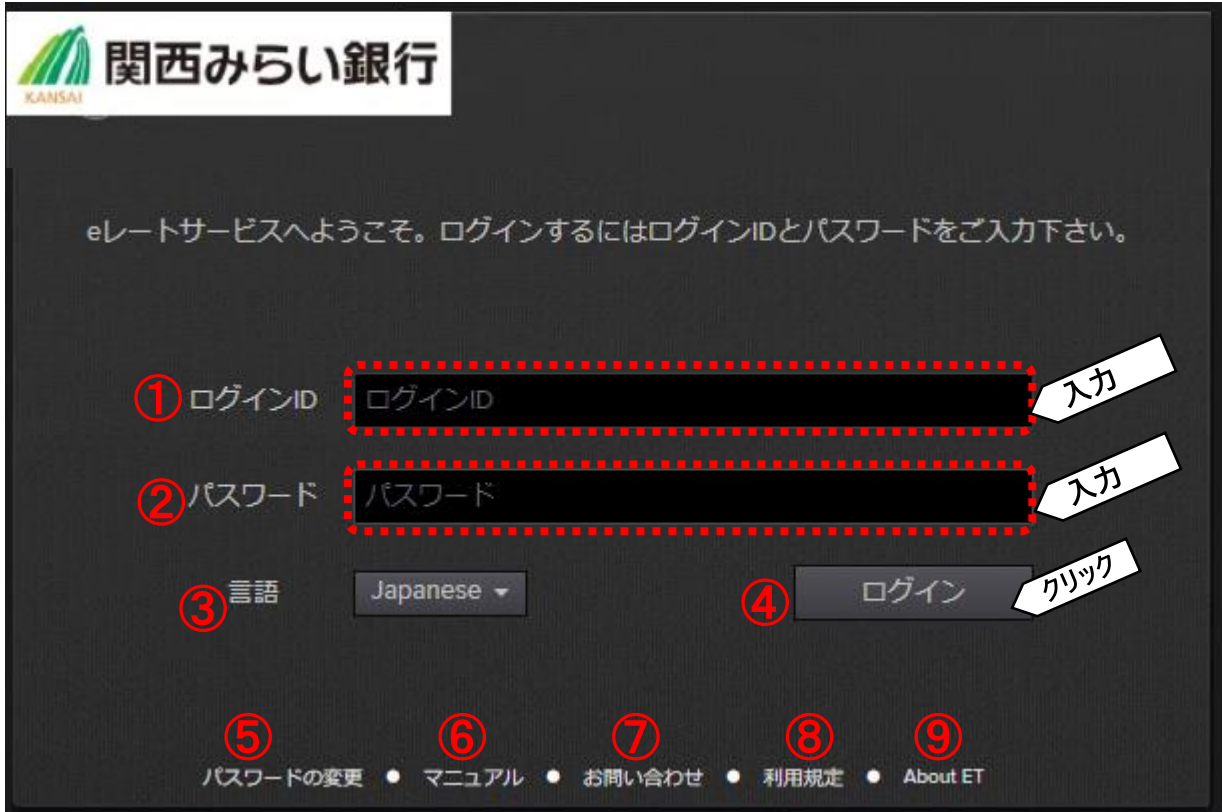 関西みらい銀行
KANSAI
eレートサービスへようこそ。ログインするにはログインIDとパスワードをご入力下さい。
① ログインID ログインID 入力
② パスワード パスワード 入力
③ 言語 Japanese ④ ログイン クリック
⑤ ⑥ ⑦ ⑧ ⑨
パスワードの変更 ● マニュアル ● お問い合わせ ● 利用規定 ● About ET